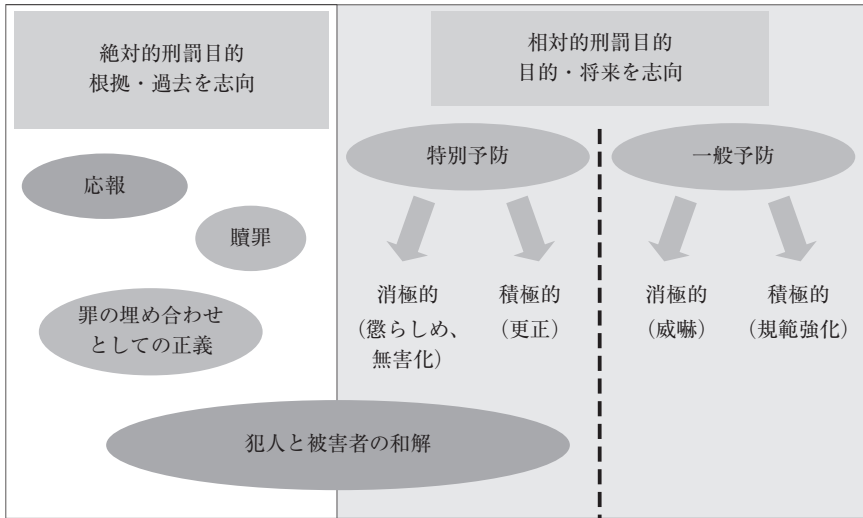 絶対的刑罰目的
根拠・過去を志向
相対的刑罰目的
目的・将来を志向
応報
贖罪
罪の埋め合わせ
としての正義
特別予防
一般予防
消極的
（懲らしめ、
無害化）
積極的
（更正）
消極的
（威嚇）
積極的
（規範強化）
犯人と被害者の和解